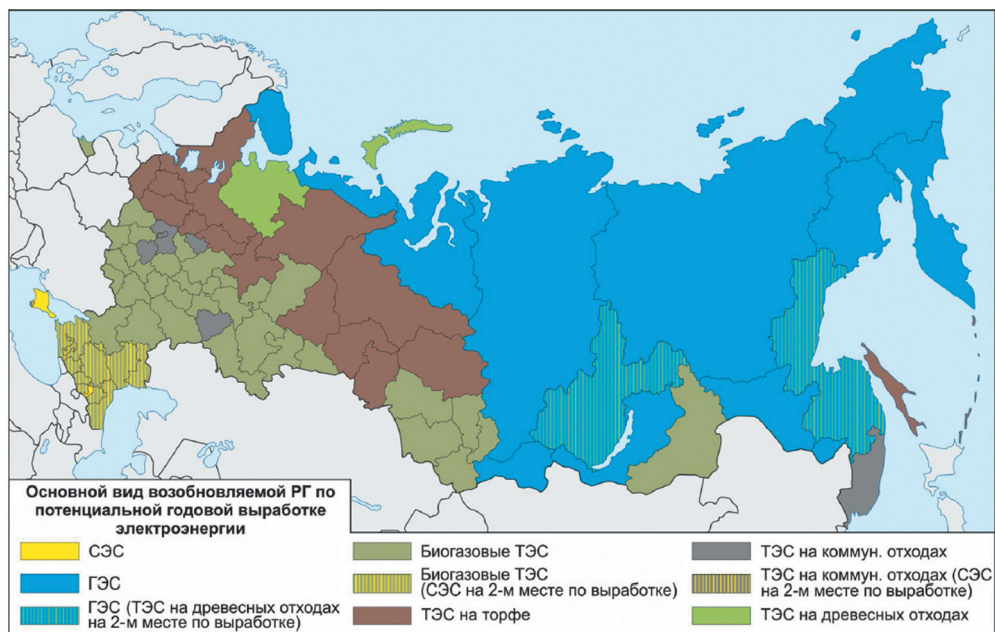 Основной вид возобновляемой РГ по
потенциальной годовой выработке
электроэнергии
СЭС
ГЭС
ГЭС (ТЭС на древесных отходах
на 2-м месте по выработке)
Биогазовые ТЭС
Биогазовые ТЭС
(СЭС на 2-м месте по выработке)
ТЭС на торфе
ТЭС на коммун. отходах
ТЭС на коммун. отходах (СЭС
на 2-м месте по выработке)
ТЭС на древесных отходах